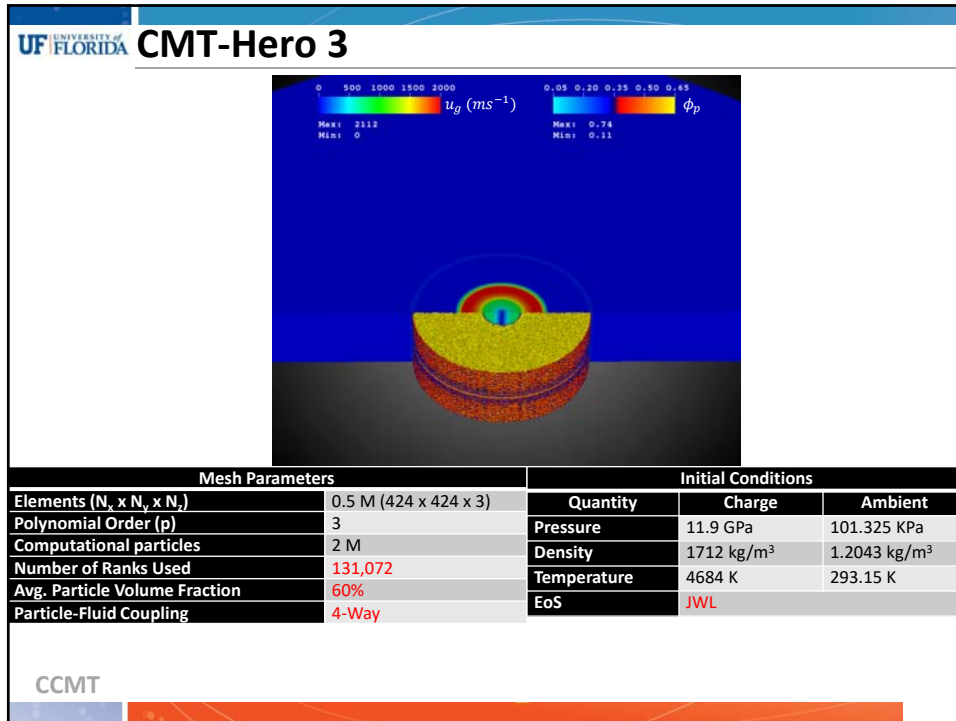 UF UNIVERSITY of FLORIDA CMT-Hero 3
0 500 1000 1500 2000 u_g (ms⁻¹)
Max: 2112
Min: 0
0.05 0.20 0.35 0.50 0.65 ϕ_p
Max: 0.74
Min: 0.11
Mesh Parameters
Elements (Nₓ x N_y x N_z) 0.5 M (424 x 424 x 3)
Polynomial Order (p) 3
Computational particles 2 M
Number of Ranks Used 131,072
Avg. Particle Volume Fraction 60%
Particle-Fluid Coupling 4-Way
Initial Conditions
Quantity Charge Ambient
Pressure 11.9 GPa 101.325 KPa
Density 1712 kg/m³ 1.2043 kg/m³
Temperature 4684 K 293.15 K
EoS JWL
CCMT